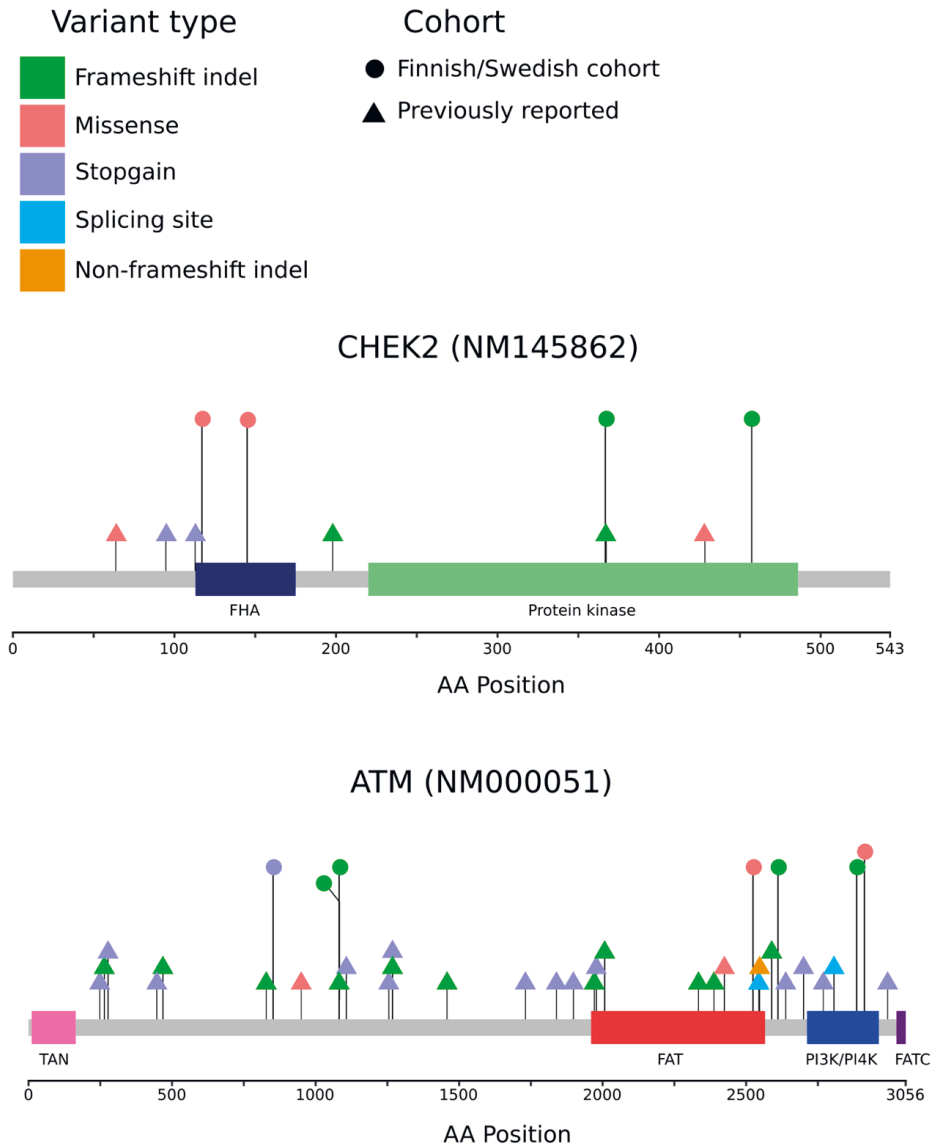 Variant type
Cohort
Frameshift indel
Finnish/Swedish cohort
Missense
Previously reported
Stopgain
Splicing site
Non-frameshift indel
CHEK2 (NM145862)
FHA
Protein kinase
0 100 200 300 400 500 543
AA Position
ATM (NM000051)
TAN FAT PI3K/PI4K FATC
0 500 1000 1500 2000 2500 3056
AA Position